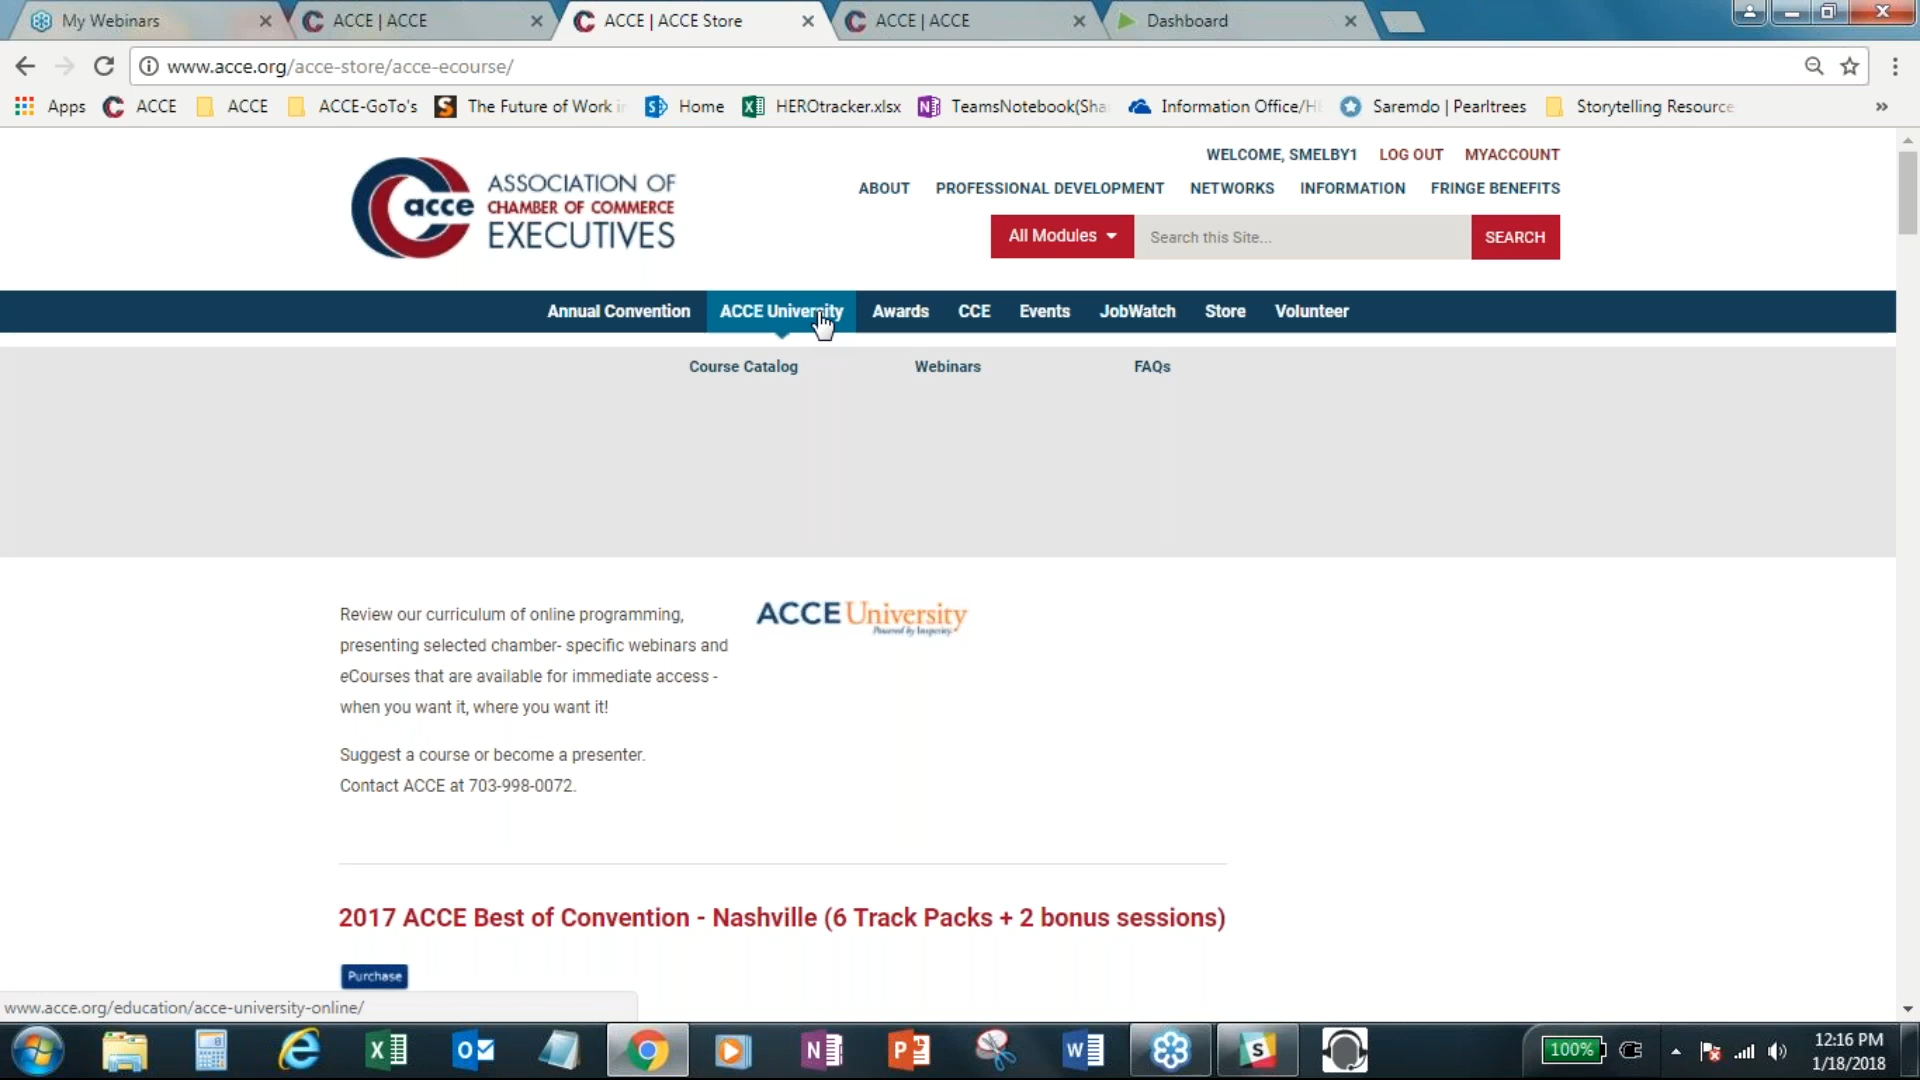 My Webinars
ACCE | ACCE
ACCE | ACCE Store
ACCE | ACCE
Dashboard
www.acce.org/acce-store/acce-ecourse/
Apps
ACCE
ACCE
ACCE-GoTo's
The Future of Work in
Home
HEROtracker.xlsx
TeamsNotebook(Sha
Information Office/H
Saremdo | Pearltrees
Storytelling Resource
»
WELCOME, SMELBY1 LOG OUT MYACCOUNT
acce
ASSOCIATION OF
CHAMBER OF COMMERCE
EXECUTIVES
ABOUT PROFESSIONAL DEVELOPMENT NETWORKS INFORMATION FRINGE BENEFITS
All Modules Search this Site... SEARCH
Annual Convention ACCE University Awards CCE Events JobWatch Store Volunteer
Course Catalog Webinars FAQs
Review our curriculum of online programming,
presenting selected chamber- specific webinars and
eCourses that are available for immediate access -
when you want it, where you want it!
ACCE University
Powered by Insperity.
Suggest a course or become a presenter.
Contact ACCE at 703-998-0072.
2017 ACCE Best of Convention - Nashville (6 Track Packs + 2 bonus sessions)
Purchase
www.acce.org/education/acce-university-online/
100%
12:16 PM
1/18/2018